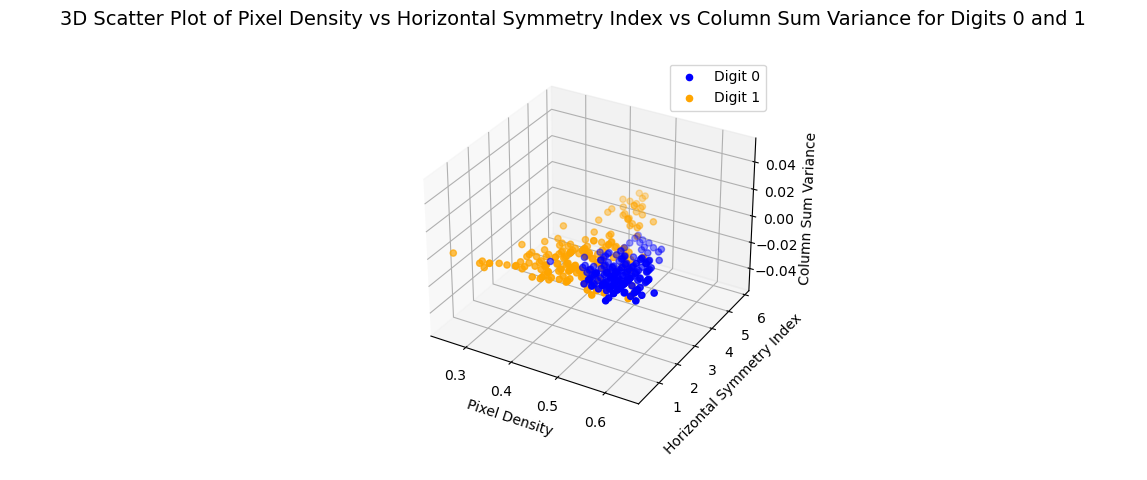 3D Scatter Plot of Pixel Density vs Horizontal Symmetry Index vs Column Sum Variance for Digits 0 and 1
Digit 0
Digit 1
0.04
0.02
0.00
−0.02
−0.04
Column Sum Variance
6
5
4
3
2
1
Horizontal Symmetry Index
0.3
0.4
0.5
0.6
Pixel Density